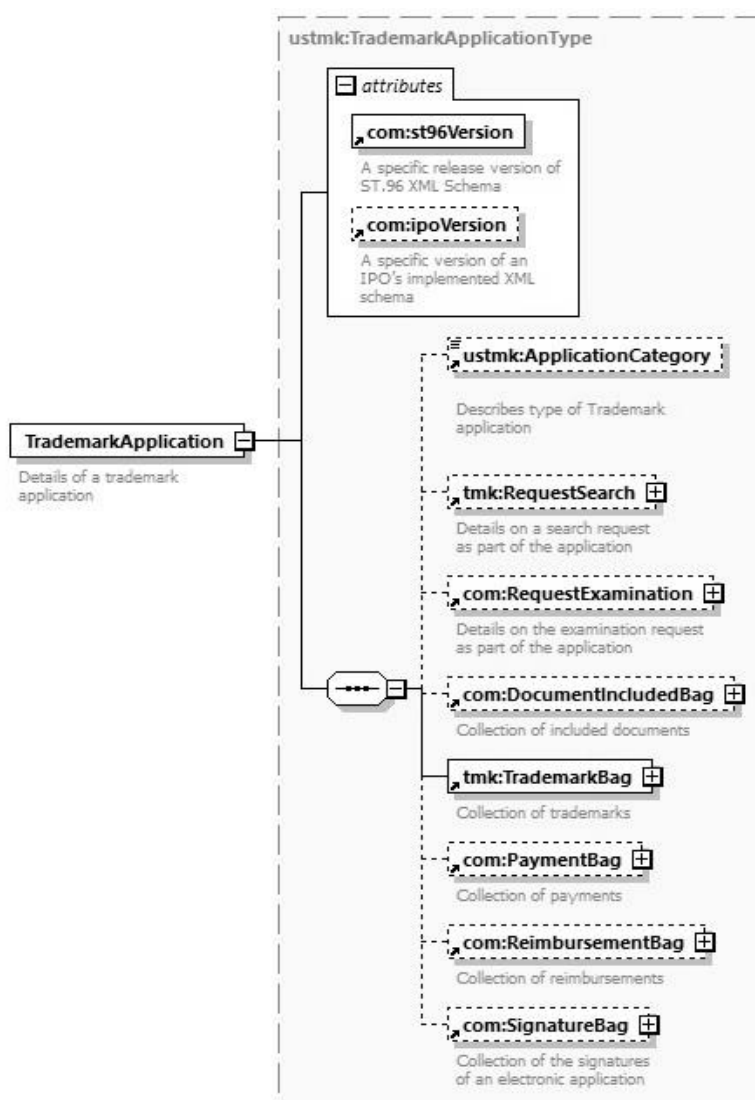 ustmk:TrademarkApplicationType
attributes
com:st96Version
A specific release version of
ST.96 XML Schema
com:ipoVersion
A specific version of an
IPO's implemented XML
schema
ustmk:ApplicationCategory
Describes type of Trademark
application
TrademarkApplication
Details of a trademark
application
tmk:RequestSearch
Details on a search request
as part of the application
com:RequestExamination
Details on the examination request
as part of the application
com:DocumentIncludedBag
Collection of included documents
tmk:TrademarkBag
Collection of trademarks
com:PaymentBag
Collection of payments
com:ReimbursementBag
Collection of reimbursements
com:SignatureBag
Collection of the signatures
of an electronic application